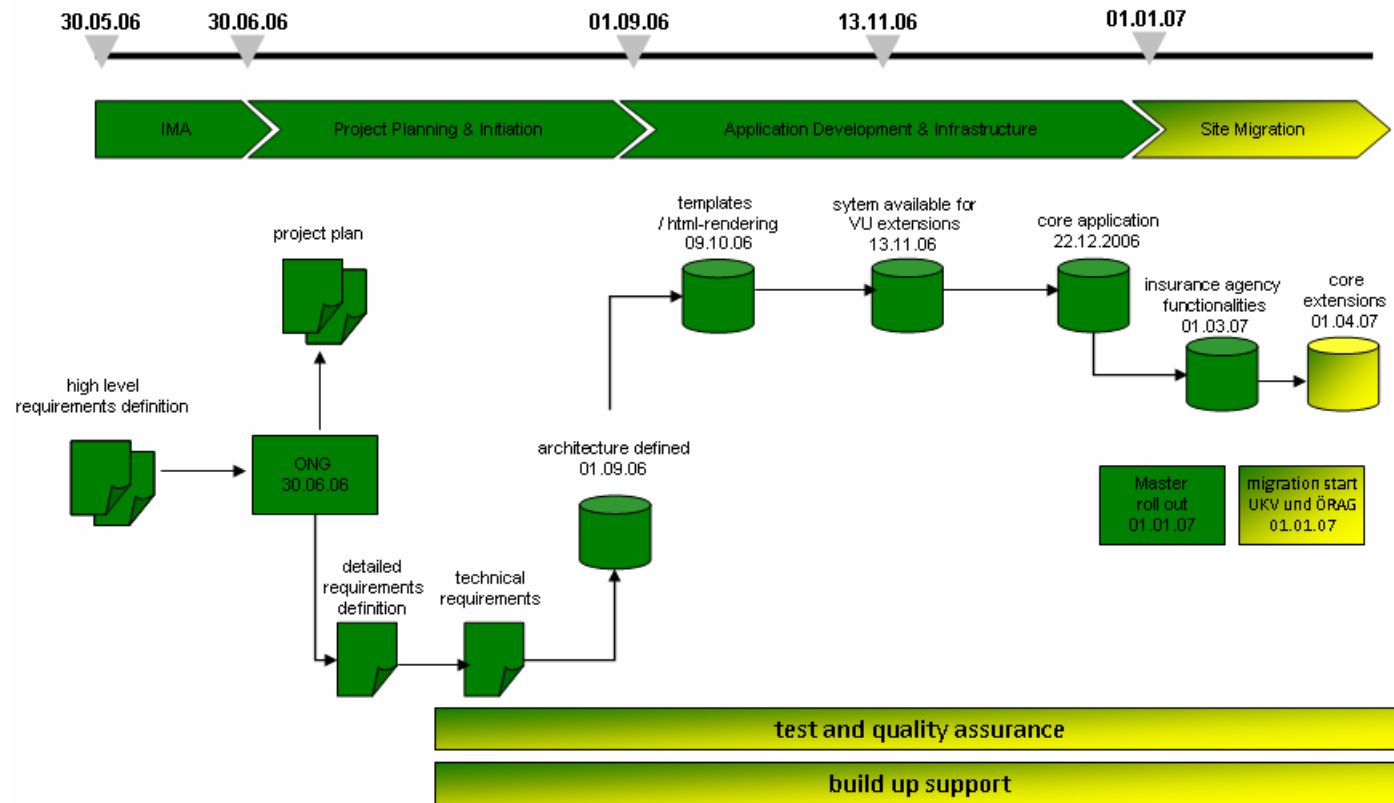 30.05.06
30.06.06
01.09.06
13.11.06
01.01.07
IMA
Project Planning & Initiation
Application Development & Infrastructure
Site Migration
project plan
templates
/ html-rendering
09.10.06
sytem available for
VU extensions
13.11.06
core application
22.12.2006
insurance agency
functionalities
01.03.07
core
extensions
01.04.07
high level
requirements definition
ONG
30.06.06
architecture defined
01.09.06
Master
roll out
01.01.07
migration start
UKV und ÖRAG
01.01.07
detailed
requirements
definition
technical
requirements
test and quality assurance
build up support